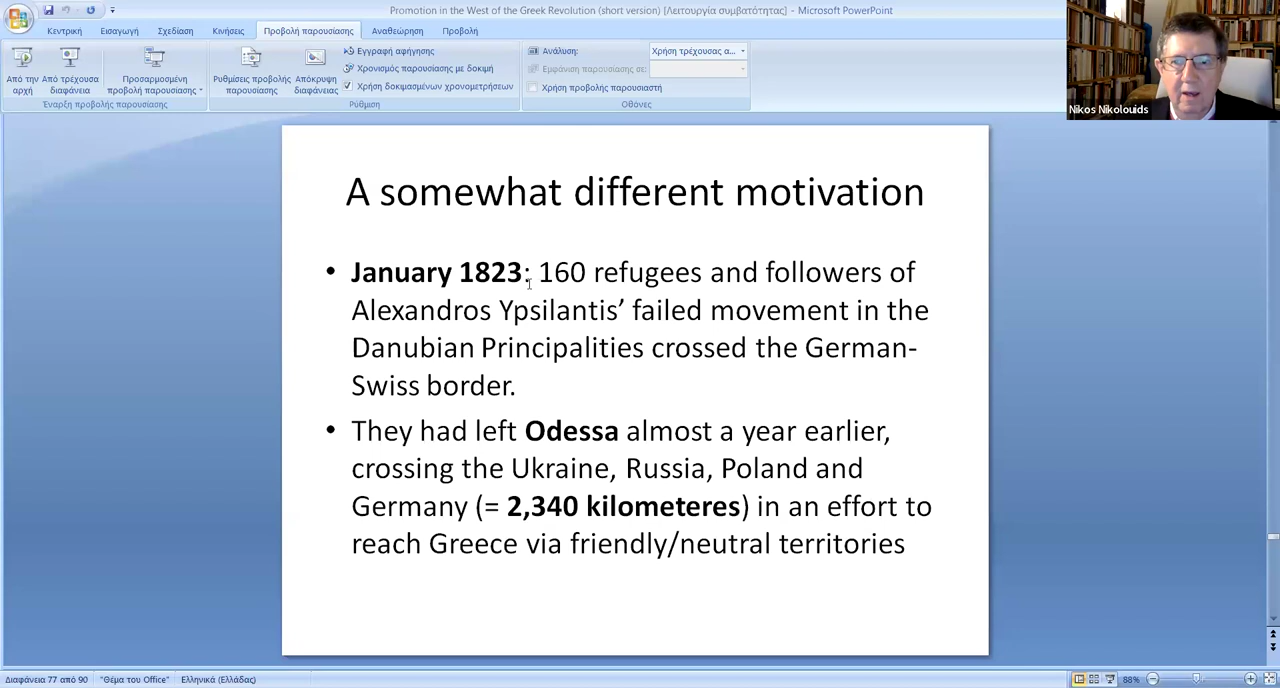 Promotion in the West of the Greek Revolution (short version) [Λειτουργία συμβατότητας] - Microsoft PowerPoint
Κεντρική Εισαγωγή Σχεδίαση Κινήσεις Προβολή παρουσίασης Αναθεώρηση Προβολή
Από την αρχή
Από τρέχουσα διαφάνεια
Προσαρμοσμένη προβολή παρουσίασης
Έναρξη προβολής παρουσίασης
Ρυθμίσεις προβολής παρουσίασης
Απόκρυψη διαφάνειας
Εγγραφή αφήγησης
Χρονισμός παρουσίασης με δοκιμή
Χρήση δοκιμασμένων χρονομετρήσεων
Ρύθμιση
Ανάλυση: Χρήση τρέχουσας α...
Εμφάνιση παρουσίασης σε:
Χρήση προβολής παρουσιαστή
Οθόνες
Nikos Nikolouids
A somewhat different motivation
• January 1823: 160 refugees and followers of
Alexandros Ypsilantis’ failed movement in the
Danubian Principalities crossed the German-
Swiss border.
• They had left Odessa almost a year earlier,
crossing the Ukraine, Russia, Poland and
Germany (= 2,340 kilometeres) in an effort to
reach Greece via friendly/neutral territories
Διαφάνεια 77 από 90 "Θέμα του Office" Ελληνικά (Ελλάδας) 88%